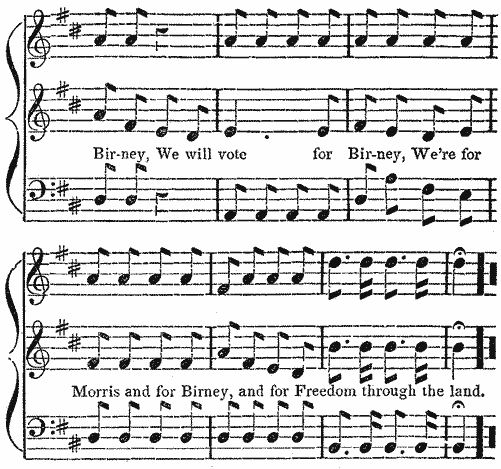 Bir-ney, We will vote for Bir-ney, We're for
Morris and for Birney, and for Freedom through the land.